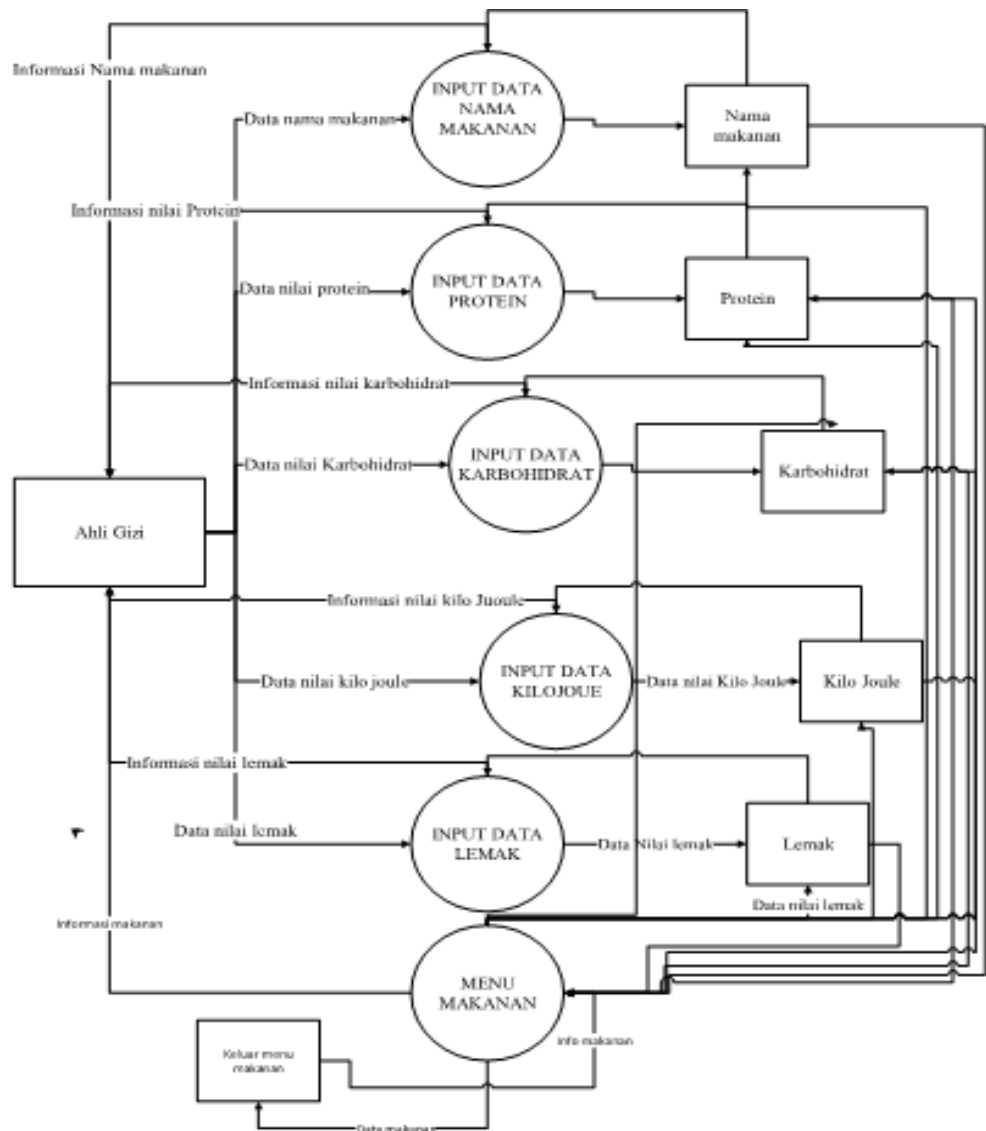 Informasi Nama makanan
INPUT DATA
NAMA
MAKANAN
Data nama makanan
Nama
makanan
Informasi nilai Protein
INPUT DATA
PROTEIN
Data nilai protein
Protein
Informasi nilai karbohidrat
INPUT DATA
KARBOHIDRAT
Data nilai Karbohidrat
Karbohidrat
Ahli Gizi
Informasi nilai kilo Juoule
INPUT DATA
KILOJOUE
Data nilai kilo joule
Data nilai Kilo Joule
Kilo Joule
Informasi nilai lemak
INPUT DATA
LEMAK
Data nilai lemak
Data Nilai lemak
Lemak
Data nilai lemak
Informasi makanan
MENU
MAKANAN
Info makanan
Keluar menu
makanan
Data makanan